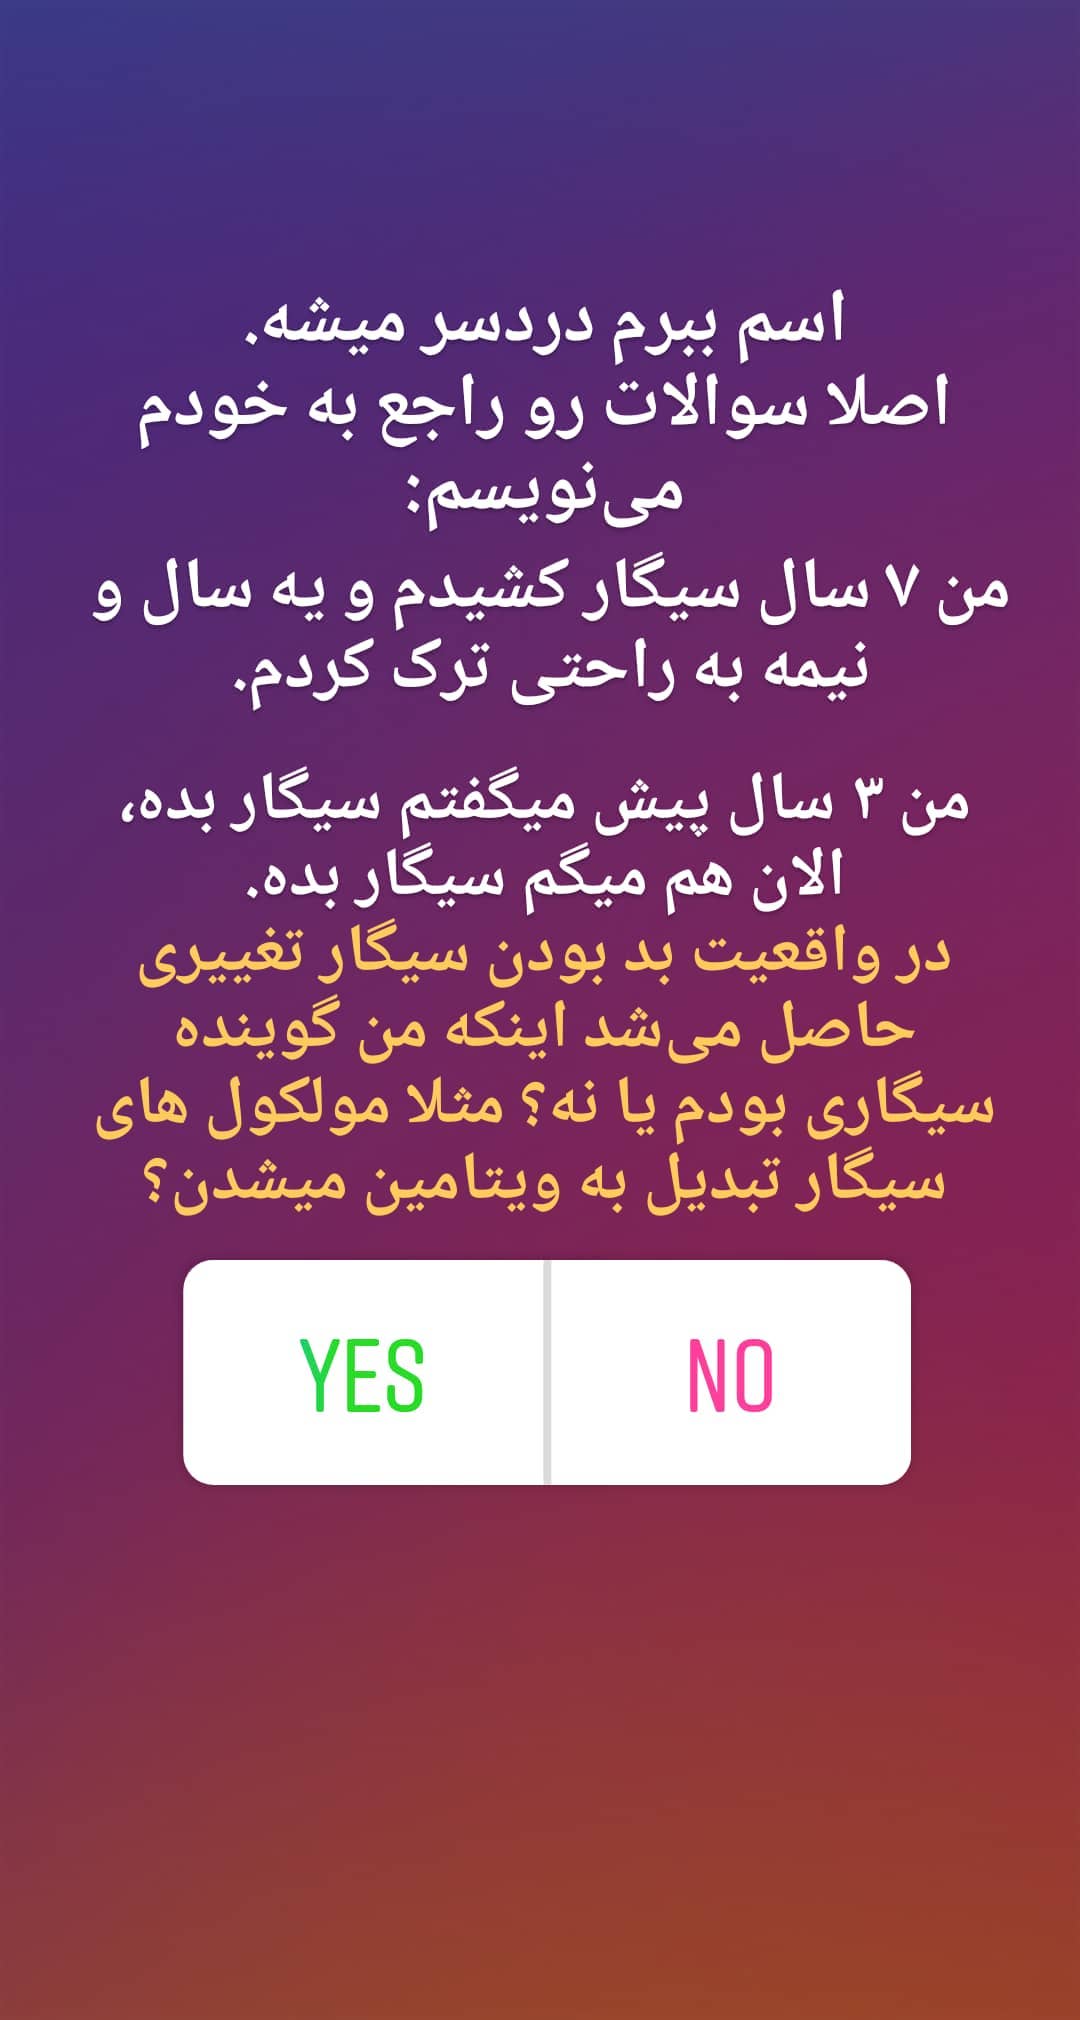 اسم ببرم دردسر میشه.
اصلا سوالات رو راجع به خودم
می‌نویسم:
من ۷ سال سیگار کشیدم و یه سال و
نیمه به راحتی ترک کردم.
من ۳ سال پیش میگفتم سیگار بده،
الان هم میگم سیگار بده.
در واقعیت بد بودن سیگار تغییری
حاصل می‌شد اینکه من گوینده
سیگاری بودم یا نه؟ مثلا مولکول های
سیگار تبدیل به ویتامین میشدن؟
YES NO